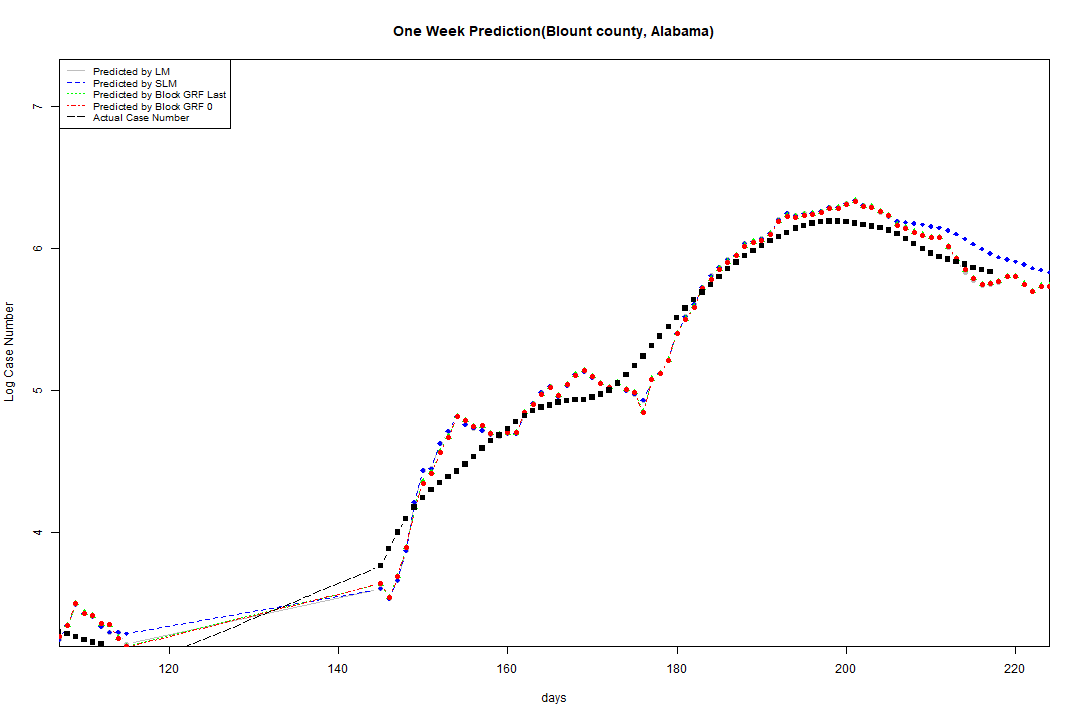 One Week Prediction(Blount county, Alabama)
Predicted by LM
Predicted by SLM
Predicted by Block GRF Last
Predicted by Block GRF 0
Actual Case Number
7
6
5
4
Log Case Number
120 140 160 180 200 220
days